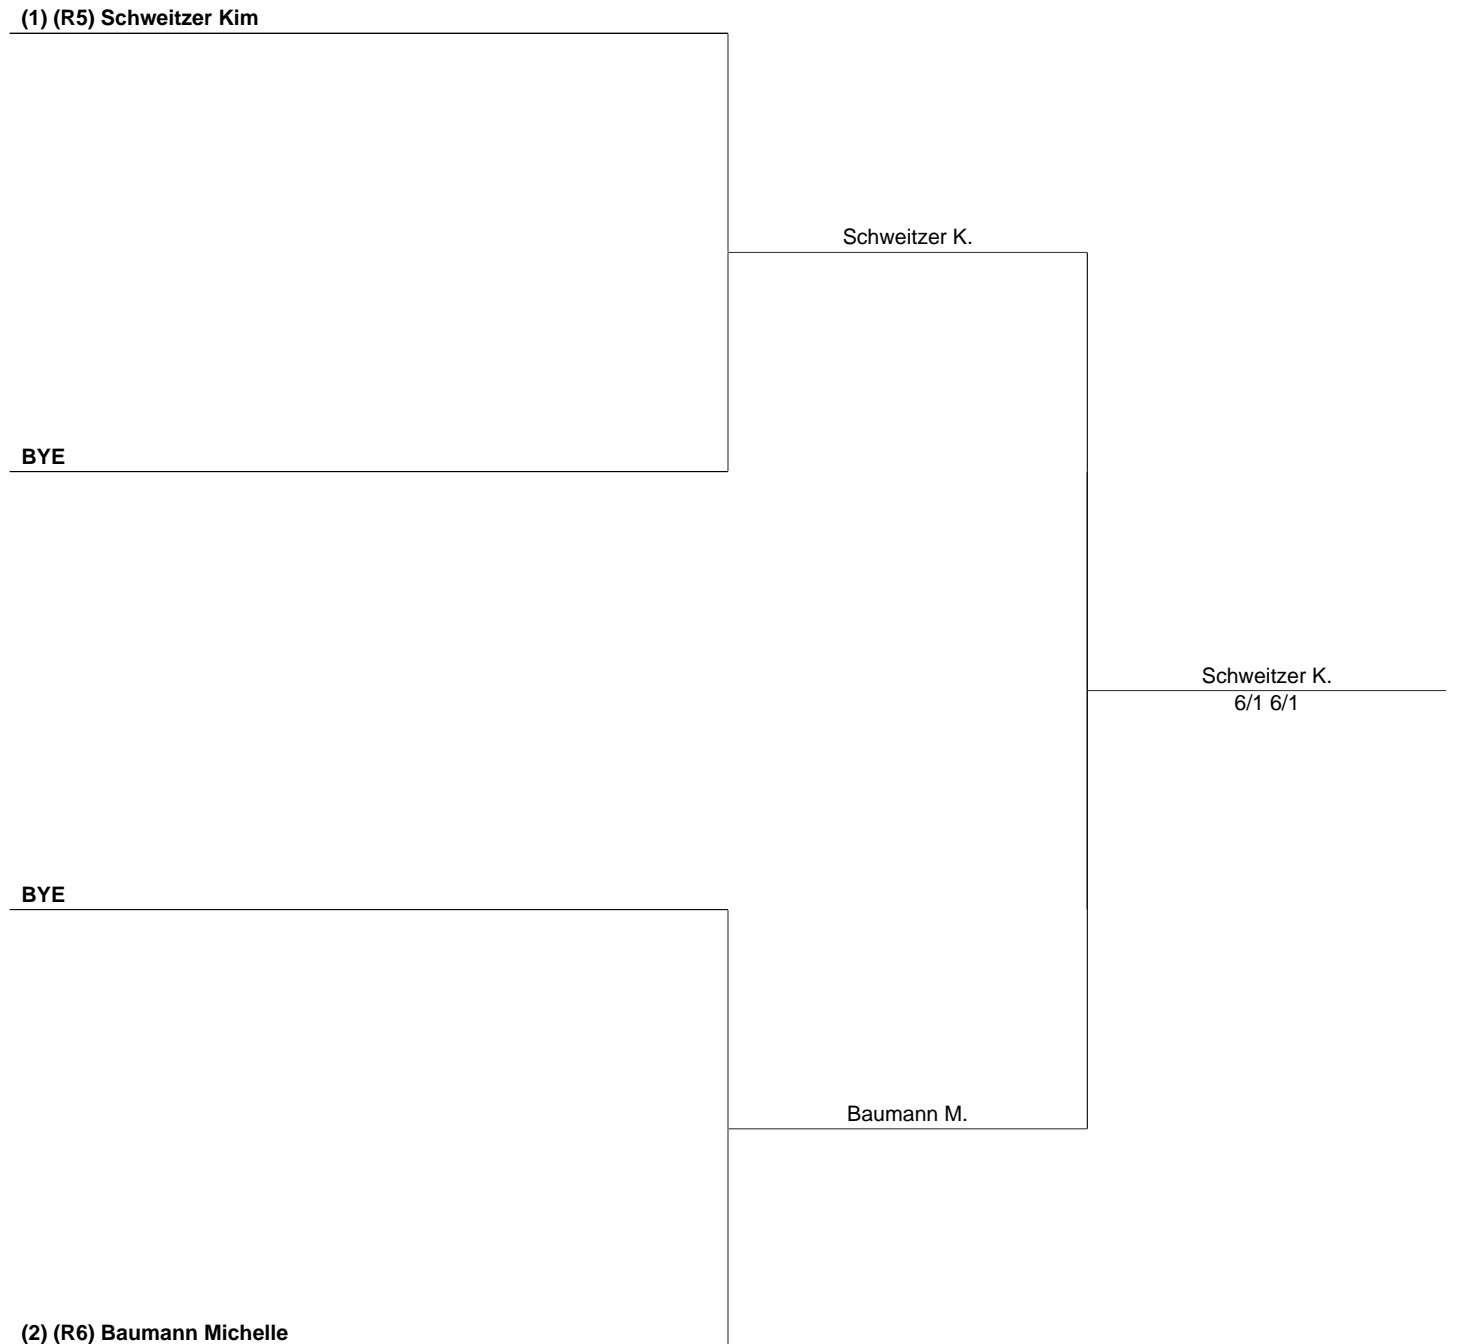 (1) (R5) Schweitzer Kim
Schweitzer K.
BYE
Schweitzer K.
6/1 6/1
BYE
Baumann M.
(2) (R6) Baumann Michelle